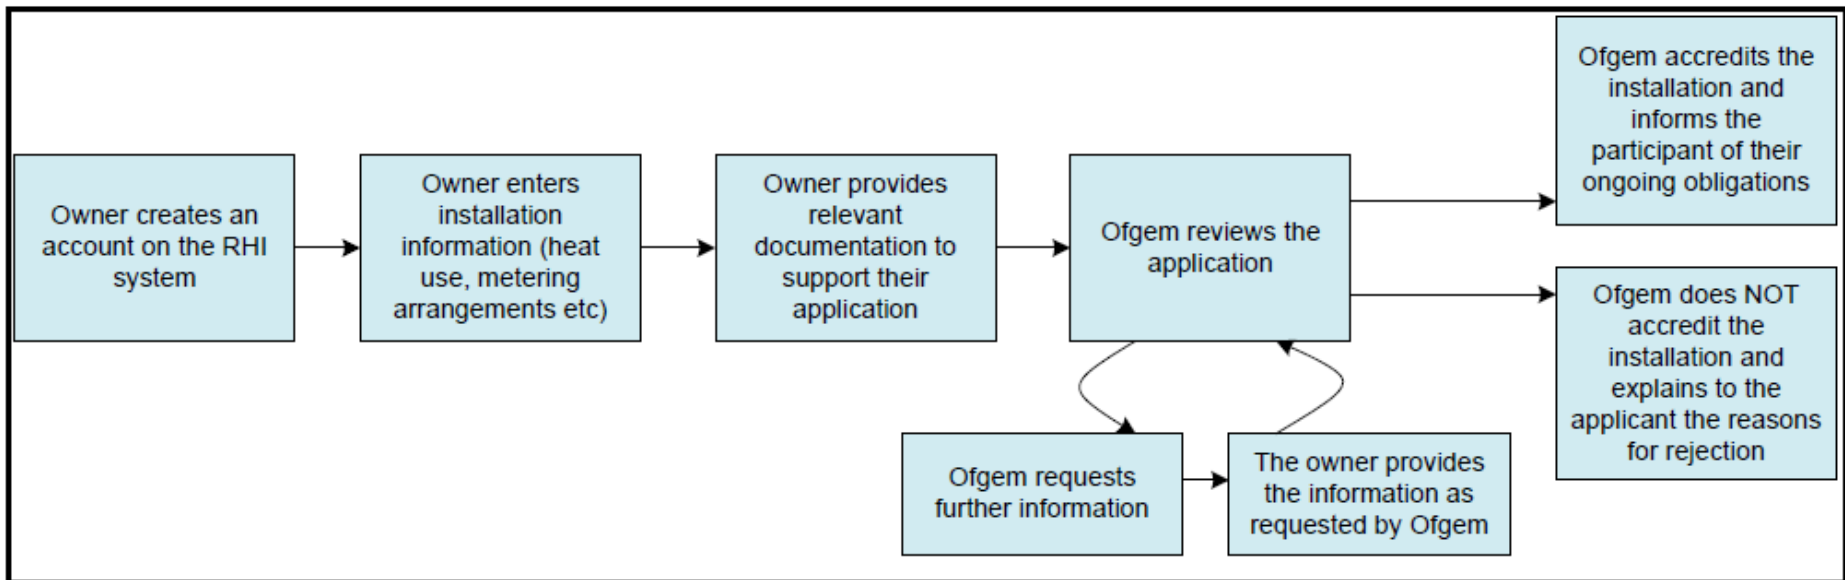 Owner creates an
account on the RHI
system
Owner enters
installation
information (heat
use, metering
arrangements etc)
Owner provides
relevant
documentation to
support their
application
Ofgem reviews the
application
Ofgem accredits the
installation and
informs the
participant of their
ongoing obligations
Ofgem does NOT
accredit the
installation and
explains to the
applicant the reasons
for rejection
Ofgem requests
further information
The owner provides
the information as
requested by Ofgem